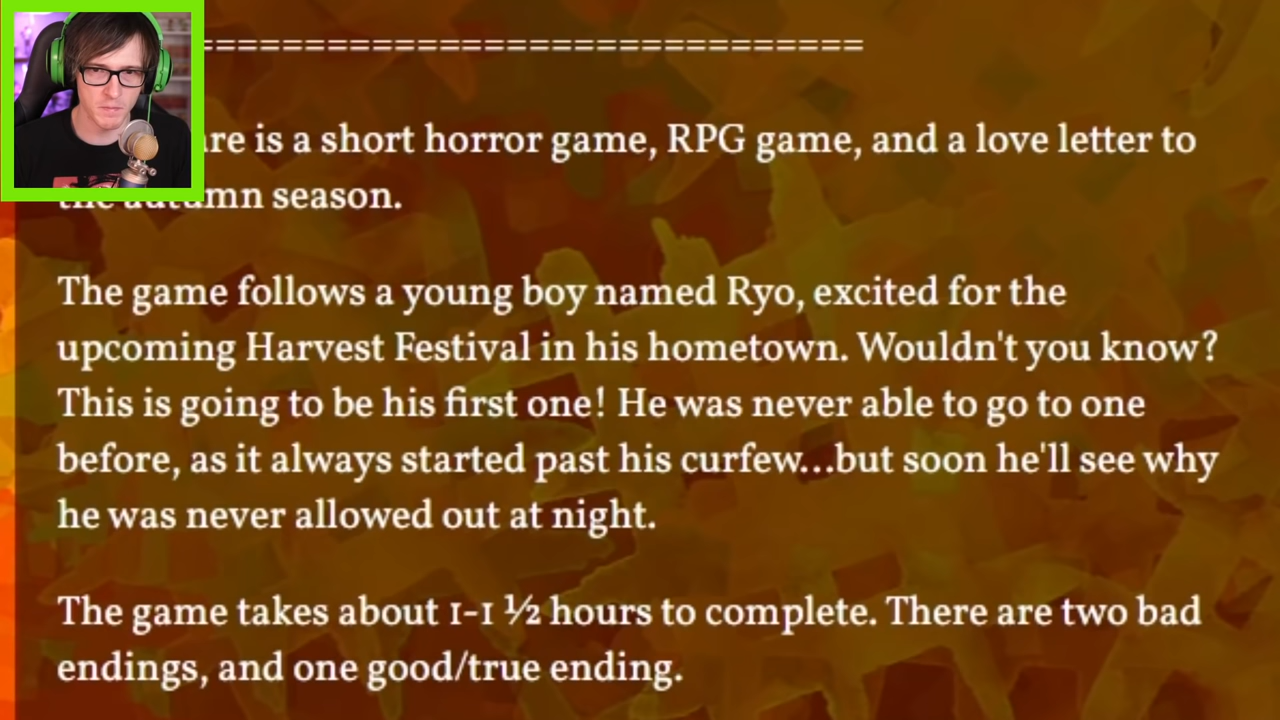 ==============================
is a short horror game, RPG game, and a love letter to
the autumn season.
The game follows a young boy named Ryo, excited for the
upcoming Harvest Festival in his hometown. Wouldn't you know?
This is going to be his first one! He was never able to go to one
before, as it always started past his curfew...but soon he'll see why
he was never allowed out at night.
The game takes about 1-1 ½ hours to complete. There are two bad
endings, and one good/true ending.